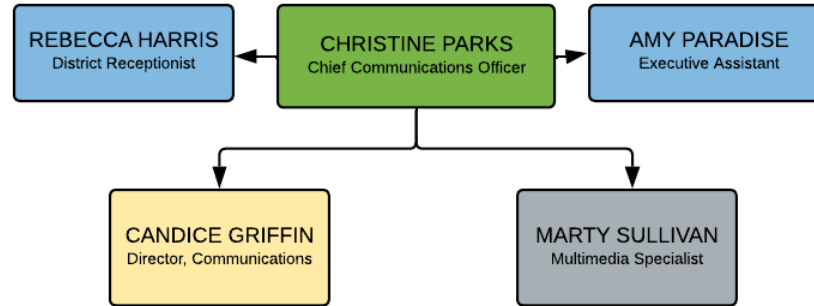 REBECCA HARRIS
District Receptionist
CHRISTINE PARKS
Chief Communications Officer
AMY PARADISE
Executive Assistant
CANDICE GRIFFIN
Director, Communications
MARTY SULLIVAN
Multimedia Specialist